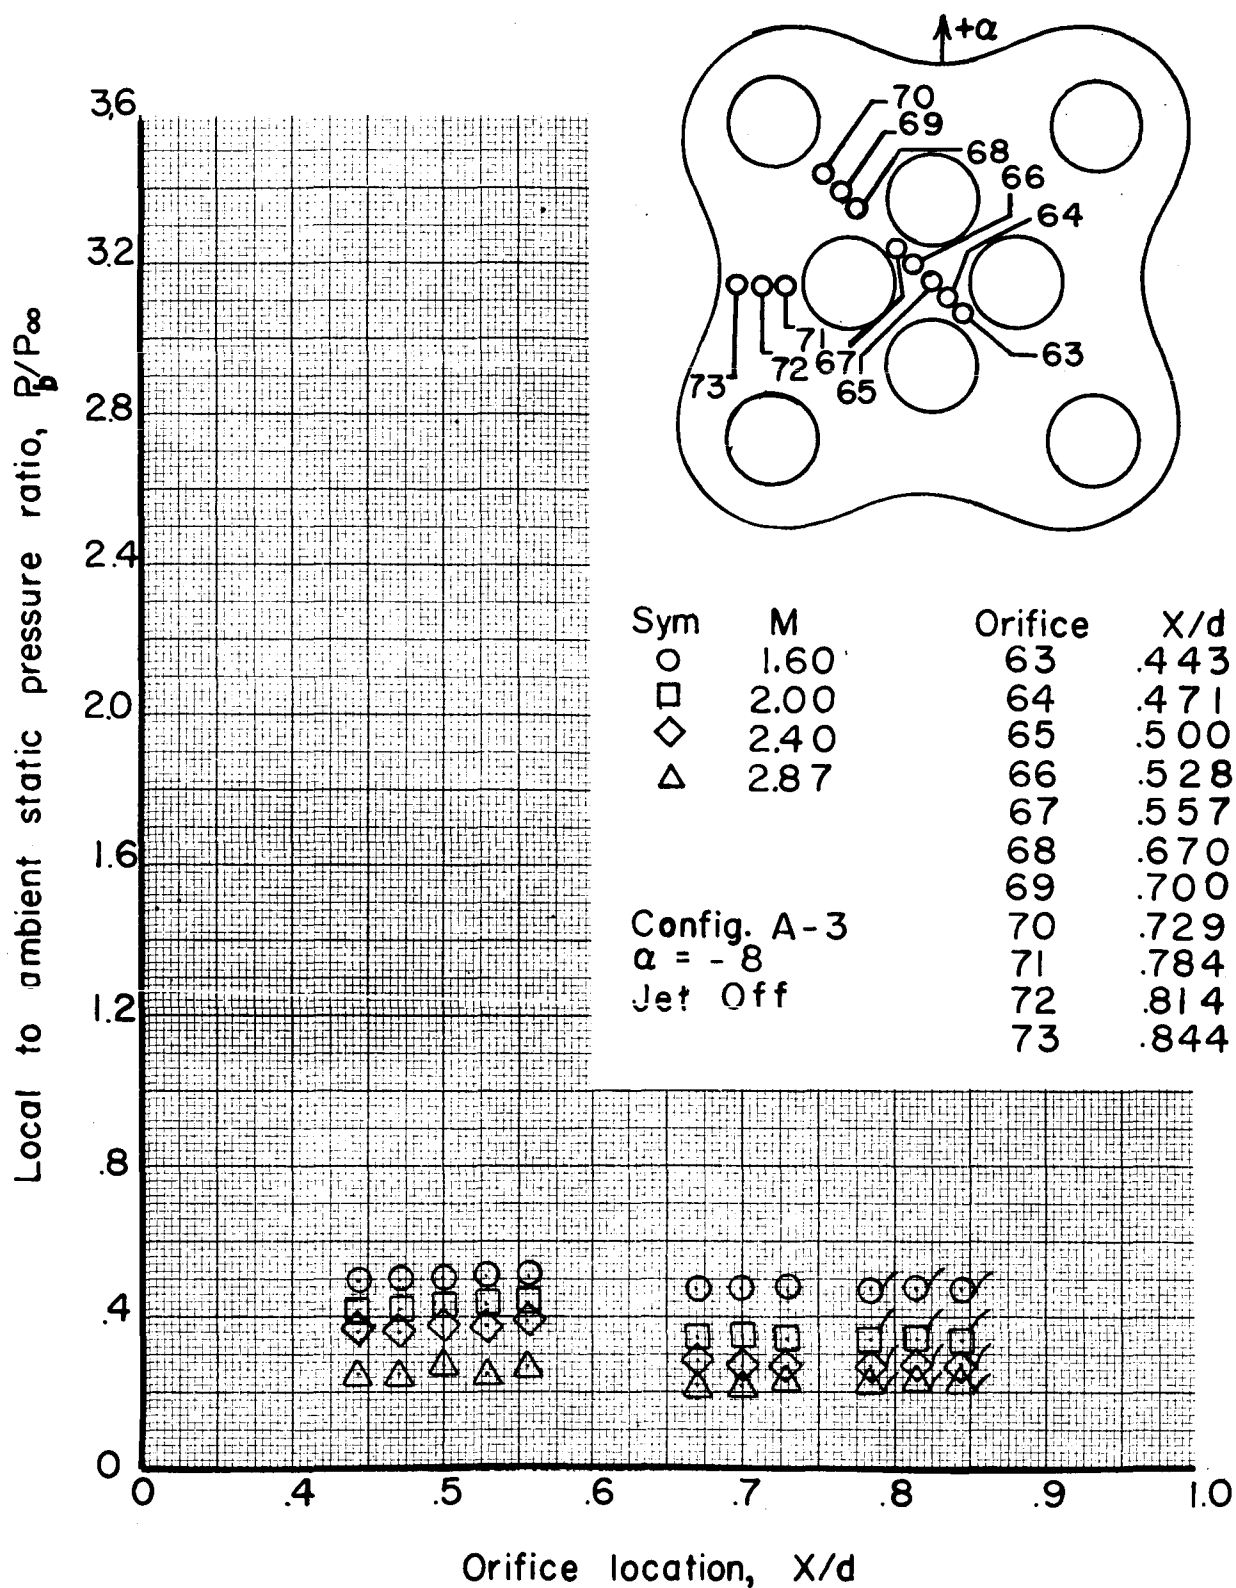 +α
70
69
68
66
64
71
72
67
63
73
65
3.6
3.2
2.8
2.4
2.0
1.6
1.2
.8
.4
0
Local to ambient static pressure ratio, Pb/P∞
Sym M Orifice X/d
○ 1.60 63 .443
□ 2.00 64 .471
◇ 2.40 65 .500
△ 2.87 66 .528
67 .557
68 .670
69 .700
Config. A-3 70 .729
α = -8 71 .784
Jet Off 72 .814
73 .844
0 .4 .5 .6 .7 .8 .9 1.0
Orifice location, X/d